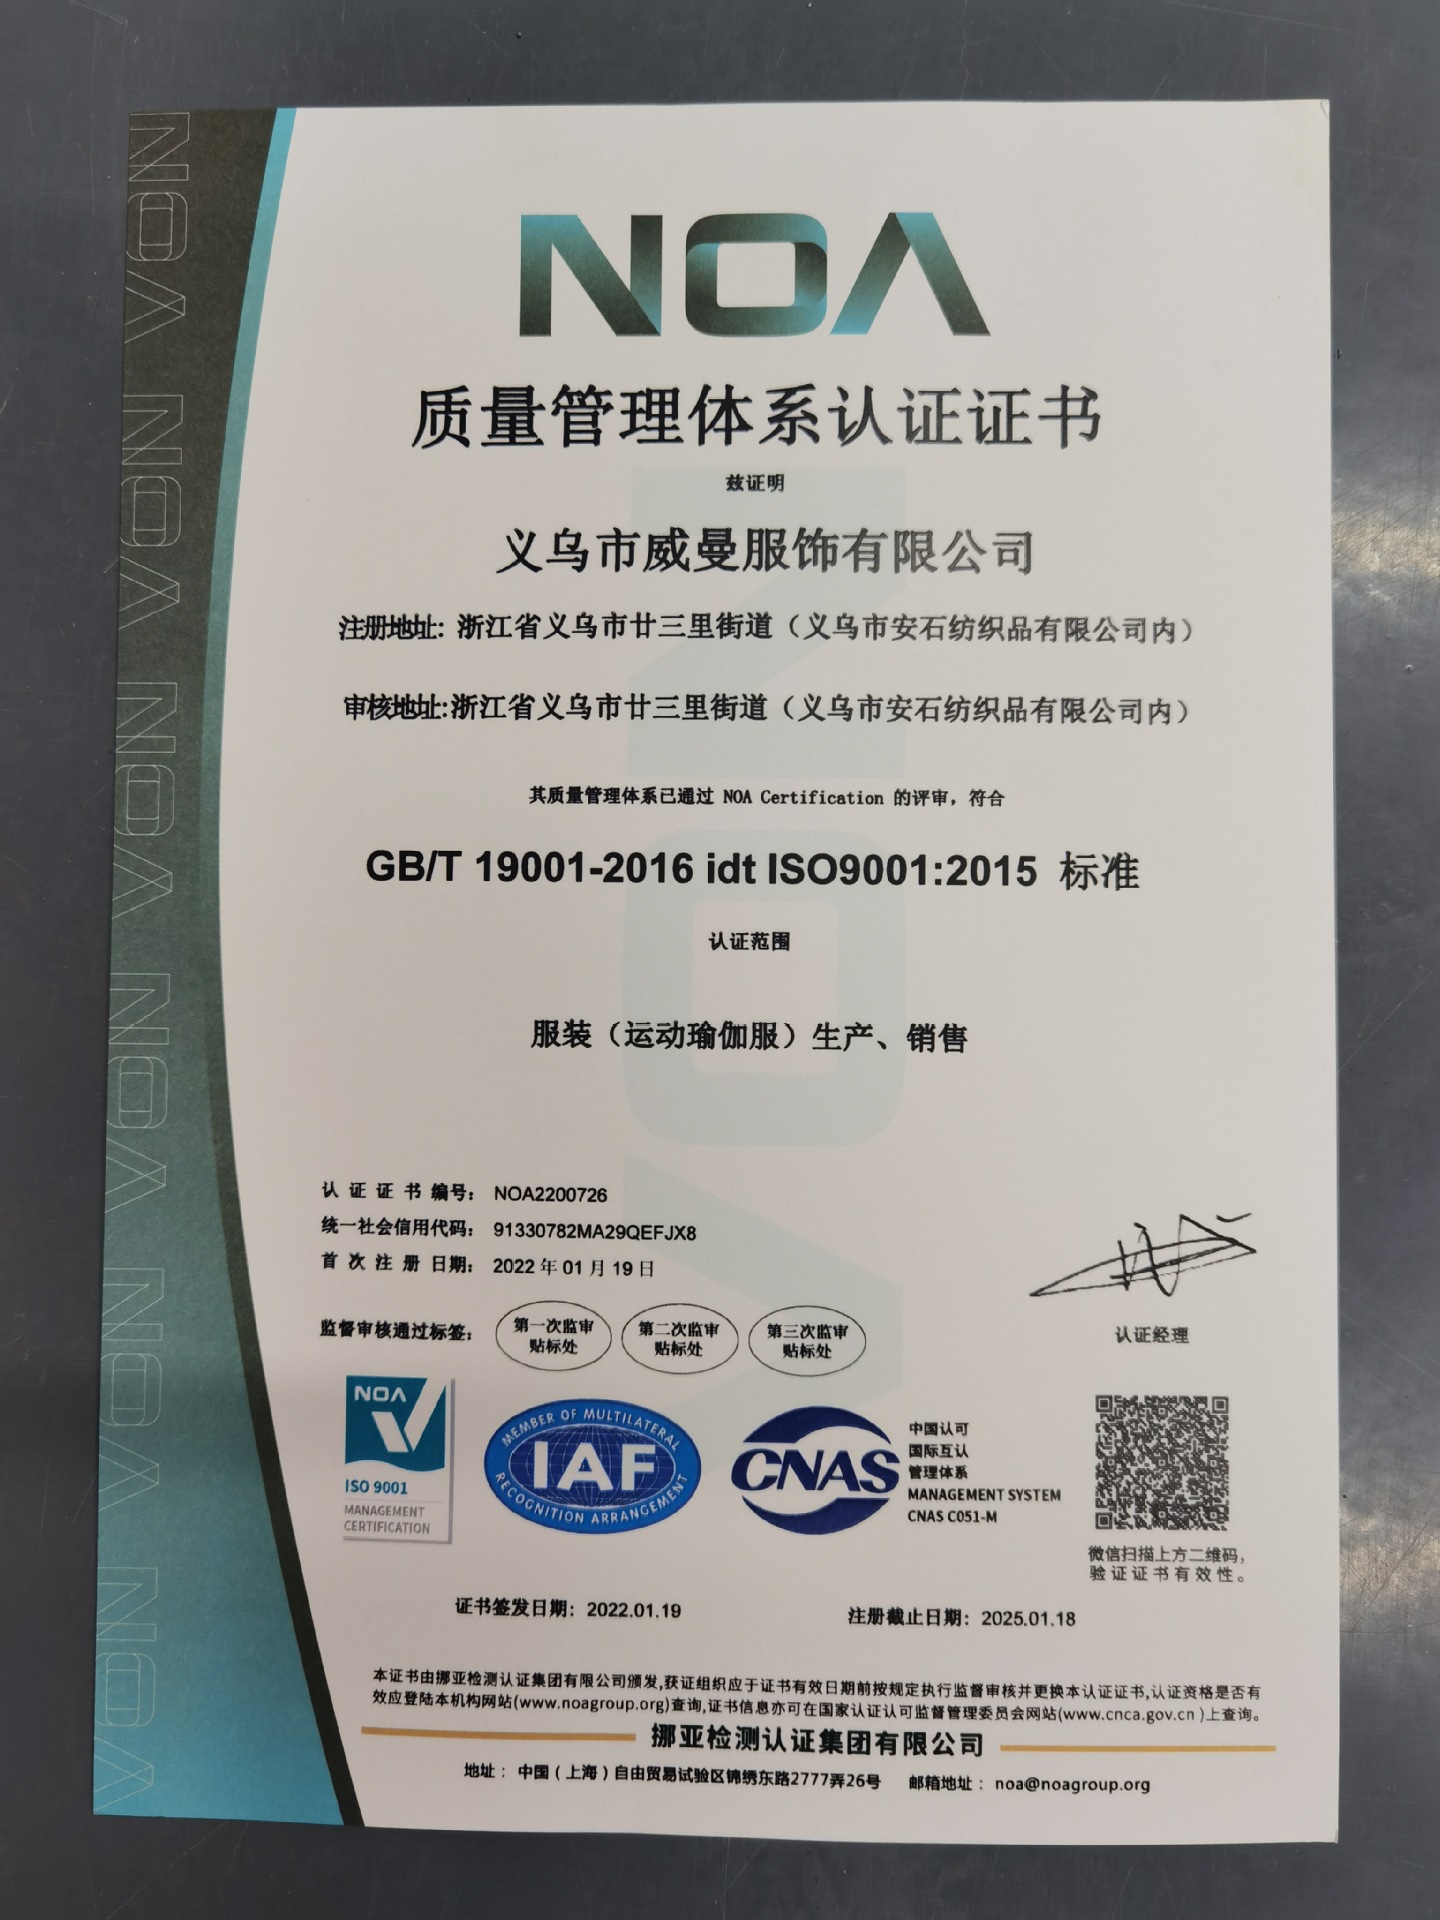 NOA
质量管理体系认证证书
兹证明
义乌市威曼服饰有限公司
注册地址: 浙江省义乌市廿三里街道（义乌市安石纺织品有限公司内）
审核地址:浙江省义乌市廿三里街道（义乌市安石纺织品有限公司内）
其质量管理体系已通过 NOA Certification 的评审，符合
GB/T 19001-2016 idt ISO9001:2015 标准
认证范围
服装（运动瑜伽服）生产、销售
认证证书编号： NOA2200726
统一社会信用代码： 91330782MA29QEFJX8
首次注册日期： 2022年01月19日
监督审核通过标签：
第一次监审
贴标处
第二次监审
贴标处
第三次监审
贴标处
认证经理
NOA
ISO 9001
MANAGEMENT
CERTIFICATION
MEMBER OF MULTILATERAL
IAF
RECOGNITION ARRANGEMENT
CNAS
中国认可
国际互认
管理体系
MANAGEMENT SYSTEM
CNAS C051-M
微信扫描上方二维码，
验证证书有效性。
证书签发日期：2022.01.19
注册截止日期：2025.01.18
本证书由挪亚检测认证集团有限公司颁发,获证组织应于证书有效日期前按规定执行监督审核并更换本认证证书,认证资格是否有
效应登陆本机构网站(www.noagroup.org)查询,证书信息亦可在国家认证认可监督管理委员会网站(www.cnca.gov.cn)上查询。
挪亚检测认证集团有限公司
地址：中国（上海）自由贸易试验区锦绣东路2777弄26号 邮箱地址：noa@noagroup.org